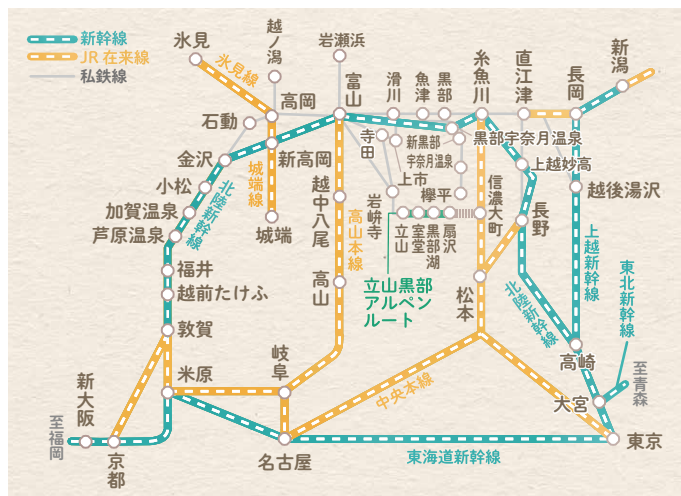 新幹線
JR 在来線
私鉄線
氷見
越ノ潟
岩瀬浜
氷見線
高岡
富山
滑川
魚津
黒部
糸魚川
直江津
長岡
新潟
石動
金沢
新高岡
寺田
新黒部
宇奈月温泉
黒部宇奈月温泉
上越妙高
小松
加賀温泉
芦原温泉
北陸新幹線
城端線
城端
越中八尾
高山本線
岩峅寺
上市
欅平
信濃大町
長野
越後湯沢
立山
室堂
黒部湖
扇沢
福井
越前たけふ
敦賀
高山
立山黒部
アルペン
ルート
松本
北陸新幹線
上越新幹線
東北新幹線
高崎
米原
岐阜
中央本線
至青森
大宮
新大阪
至福岡
京都
名古屋
東海道新幹線
東京